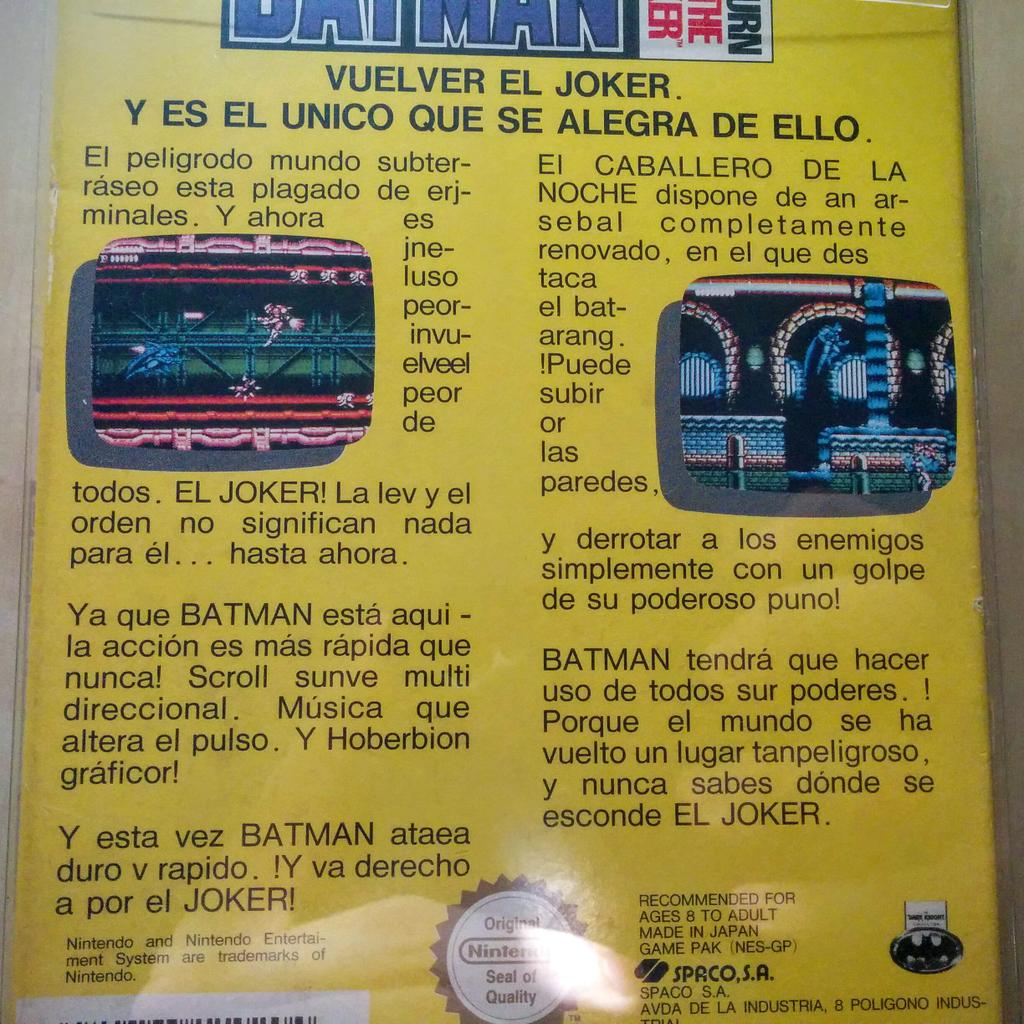 BATMAN
URN
THE
ER™
VUELVER EL JOKER.
Y ES EL UNICO QUE SE ALEGRA DE ELLO.
El peligrodo mundo subter-
ráseo esta plagado de erj-
minales. Y ahora es
jne-
luso
peor-
invu-
elveel
peor
de
todos. EL JOKER! La lev y el
orden no significan nada
para él... hasta ahora.
Ya que BATMAN está aqui -
la acción es más rápida que
nunca! Scroll sunve multi
direccional. Música que
altera el pulso. Y Hoberbion
gráficor!
Y esta vez BATMAN ataea
duro v rapido. !Y va derecho
a por el JOKER!
El CABALLERO DE LA
NOCHE dispone de an ar-
sebal completamente
renovado, en el que des
taca
el bat-
arang.
!Puede
subir
or
las
paredes,
y derrotar a los enemigos
simplemente con un golpe
de su poderoso puno!
BATMAN tendrá que hacer
uso de todos sur poderes. !
Porque el mundo se ha
vuelto un lugar tanpeligroso,
y nunca sabes dónde se
esconde EL JOKER.
Nintendo and Nintendo Entertai-
ment System are trademarks of
Nintendo.
Original
Nintendo
Seal of
Quality
TM
RECOMMENDED FOR
AGES 8 TO ADULT
MADE IN JAPAN
GAME PAK (NES-GP)
SPACO, S.A.
SPACO S.A.
AVDA DE LA INDUSTRIA, 8 POLIGONO INDUS-
TRIAL
DARK KNIGHT